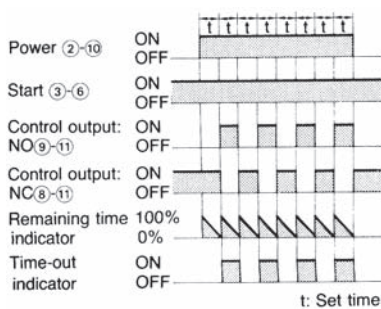 t t t t t t t t
Power ②-⑩ ON
OFF
Start ③-⑥ ON
OFF
Control output: ON
NO⑨-⑪ OFF
Control output: ON
NC⑧-⑪ OFF
Remaining time 100%
indicator 0%
Time-out ON
indicator OFF
t: Set time